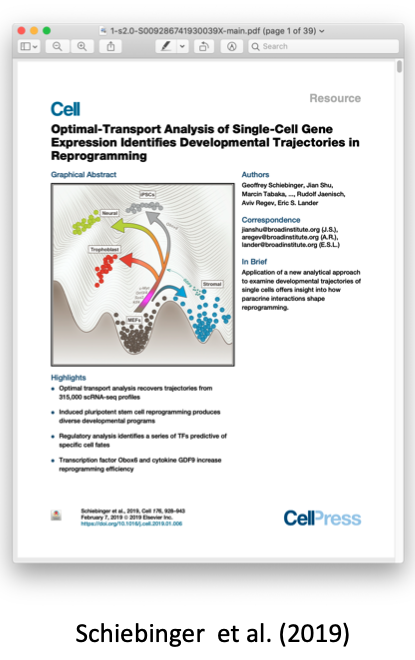 1-s2.0-S009286741930039X-main.pdf (page 1 of 39)
Search
Resource
Cell
Optimal-Transport Analysis of Single-Cell Gene
Expression Identifies Developmental Trajectories in
Reprogramming
Graphical Abstract
iPSCs
Neural
Trophoblast
Stromal
MEFs
Authors
Geoffrey Schiebinger, Jian Shu,
Marcin Tabaka, ..., Rudolf Jaenisch,
Aviv Regev, Eric S. Lander
Correspondence
jianshu@broadinstitute.org (J.S.),
aregev@broadinstitute.org (A.R.),
lander@broadinstitute.org (E.S.L.)
In Brief
Application of a new analytical approach
to examine developmental trajectories of
single cells offers insight into how
paracrine interactions shape
reprogramming.
Highlights
• Optimal transport analysis recovers trajectories from
315,000 scRNA-seq profiles
• Induced pluripotent stem cell reprogramming produces
diverse developmental programs
• Regulatory analysis identifies a series of TFs predictive of
specific cell fates
• Transcription factor Obox6 and cytokine GDF9 increase
reprogramming efficiency
Schiebinger et al., 2019, Cell 176, 928–943
February 7, 2019 © 2019 Elsevier Inc.
https://doi.org/10.1016/j.cell.2019.01.006
CellPress
Schiebinger et al. (2019)